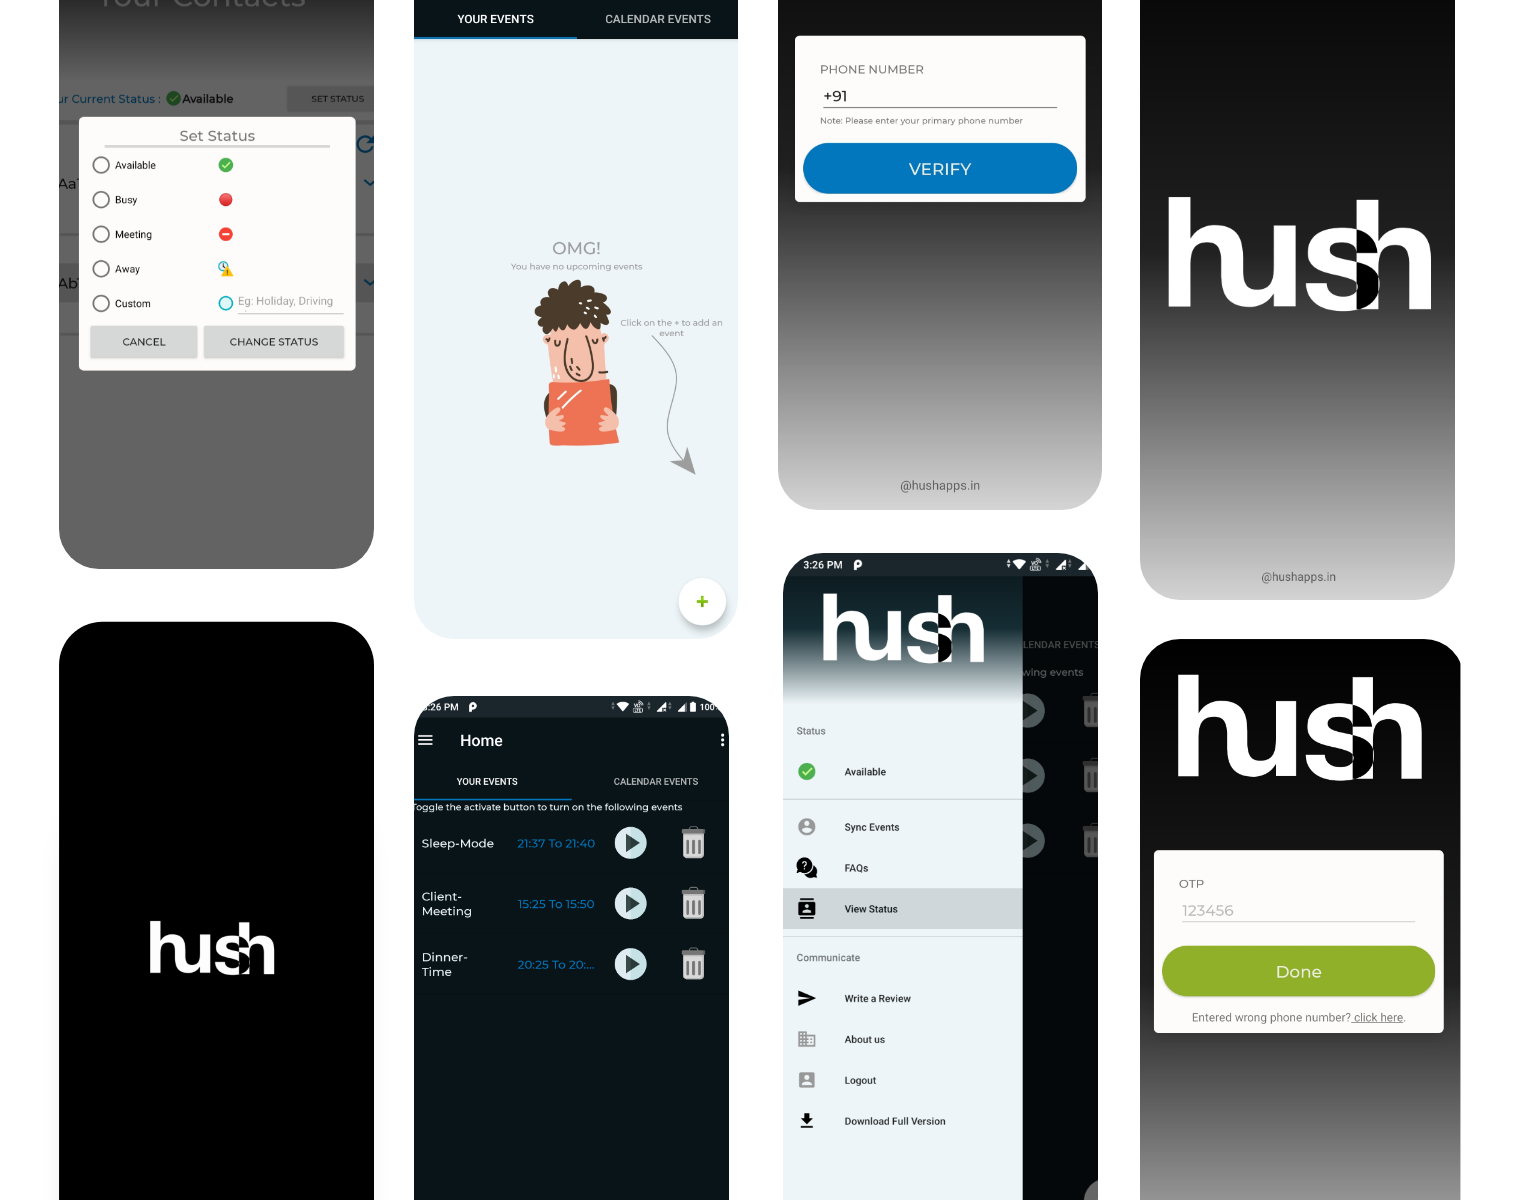 Your Contacts
ur Current Status : Available
SET STATUS
Set Status
Available
Busy
Meeting
Away
Custom
Eg: Holiday, Driving
CANCEL
CHANGE STATUS
YOUR EVENTS
CALENDAR EVENTS
OMG!
You have no upcoming events
Click on the + to add an
event
+
PHONE NUMBER
+91
Note: Please enter your primary phone number
VERIFY
@hushapps.in
hush
@hushapps.in
hush
3:26 PM
100
Home
YOUR EVENTS
CALENDAR EVENTS
Toggle the activate button to turn on the following events
Sleep-Mode
21:37 To 21:40
Client-
Meeting
15:25 To 15:50
Dinner-
Time
20:25 To 20:...
3:26 PM
hush
LENDAR EVENTS
wing events
Status
Available
Sync Events
FAQs
View Status
Communicate
Write a Review
About us
Logout
Download Full Version
hush
OTP
123456
Done
Entered wrong phone number? click here.